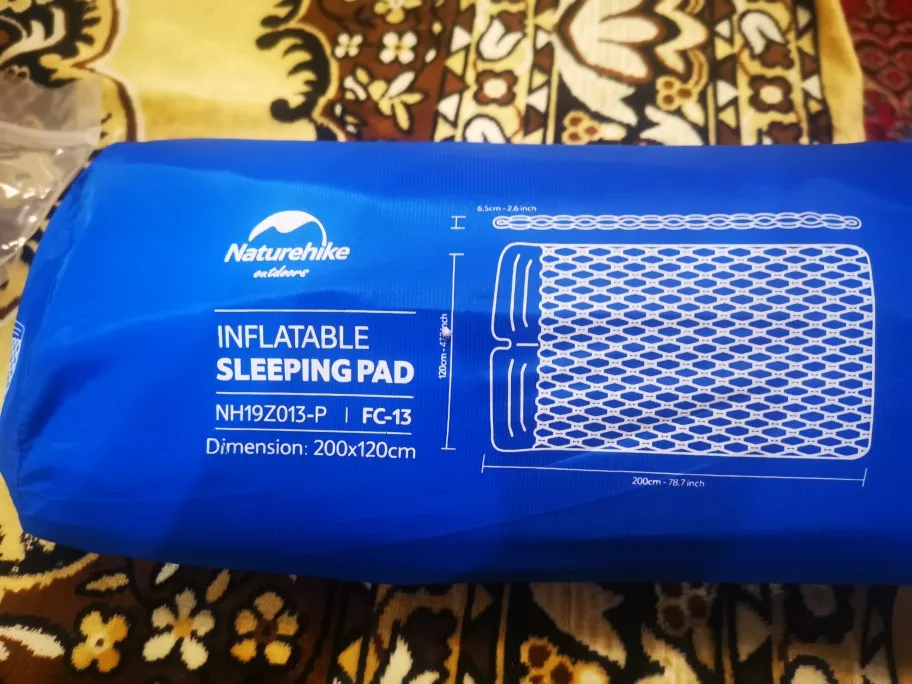 Naturehike
outdoors
INFLATABLE
SLEEPING PAD
NH19Z013-P | FC-13
Dimension: 200x120cm
6.5cm - 2.6 inch
120cm - inch
200cm - 78.7 inch